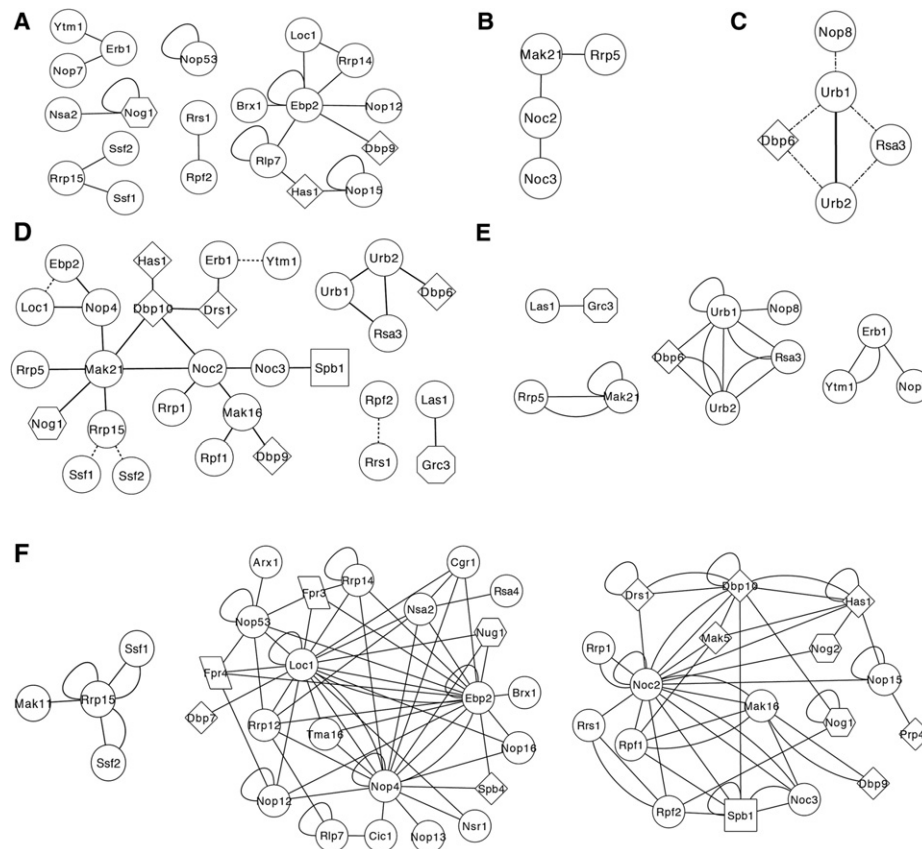 A
Ytm1
Erb1
Nop7
Nop53
Nsa2
Nog1
Ssf2
Rrp15
Ssf1
Rrs1
Rpf2
Loc1
Rrp14
Brx1
Ebp2
Nop12
Dbp9
Rlp7
Has1
Nop15
B
Mak21
Rrp5
Noc2
Noc3
C
Nop8
Urb1
Dbp6
Rsa3
Urb2
D
Ebp2
Loc1
Nop4
Has1
Dbp10
Erb1
Ytm1
Drs1
Rrp5
Mak21
Noc2
Noc3
Spb1
Nog1
Rrp15
Rrp1
Mak16
Ssf1
Ssf2
Rpf1
Dbp9
Urb2
Urb1
Dbp6
Rsa3
Rpf2
Rrs1
Las1
Grc3
E
Las1
Grc3
Rrp5
Mak21
Urb1
Nop8
Dbp6
Rsa3
Urb2
Erb1
Ytm1
Nop
F
Ssf1
Mak11
Rrp15
Ssf2
Arx1
Fpr3
Rrp14
Cgr1
Nop53
Nsa2
Rsa4
Nug1
Fpr4
Loc1
Ebp2
Brx1
Dbp7
Rrp12
Tma16
Nop16
Nop12
Nop4
Spb4
Rlp7
Cic1
Nop13
Nsr1
Drs1
Dbp10
Has1
Rrp1
Mak5
Nog2
Noc2
Nop15
Rrs1
Rpf1
Mak16
Nog1
Prp4
Rpf2
Spb1
Noc3
Dbp9